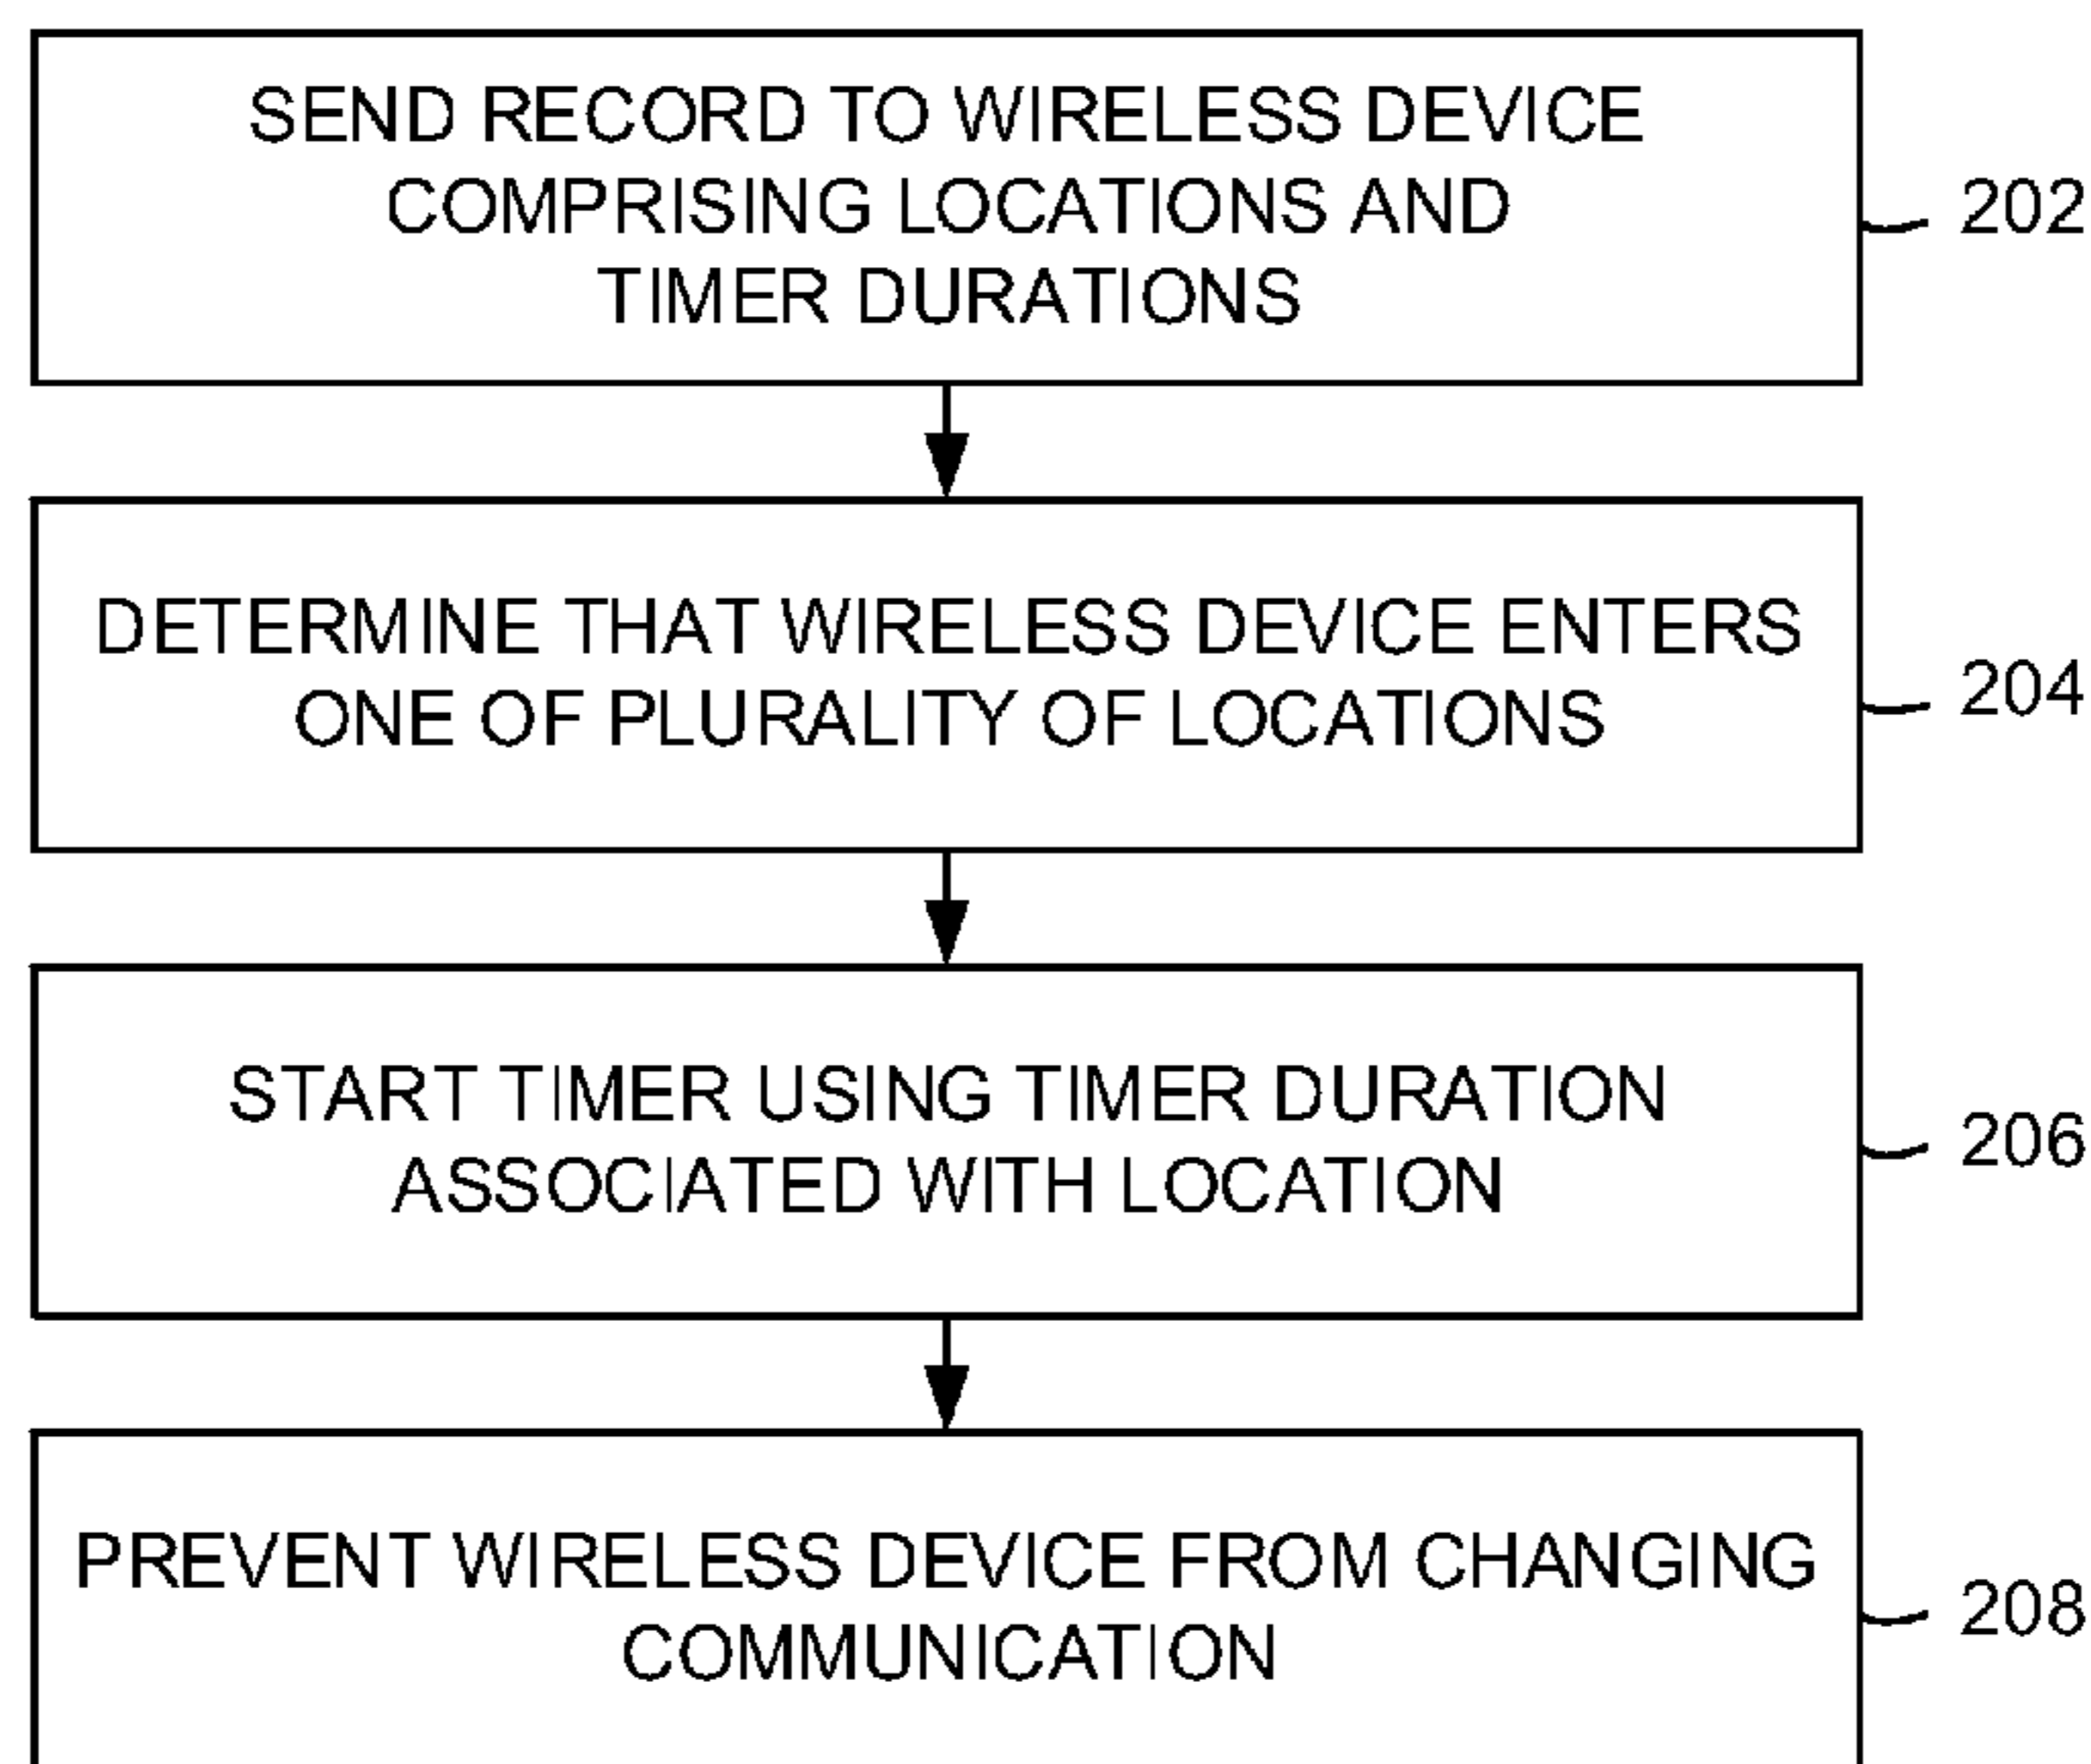 SEND RECORD TO WIRELESS DEVICE
COMPRISING LOCATIONS AND
TIMER DURATIONS
202
DETERMINE THAT WIRELESS DEVICE ENTERS
ONE OF PLURALITY OF LOCATIONS
204
START TIMER USING TIMER DURATION
ASSOCIATED WITH LOCATION
206
PREVENT WIRELESS DEVICE FROM CHANGING
COMMUNICATION
208